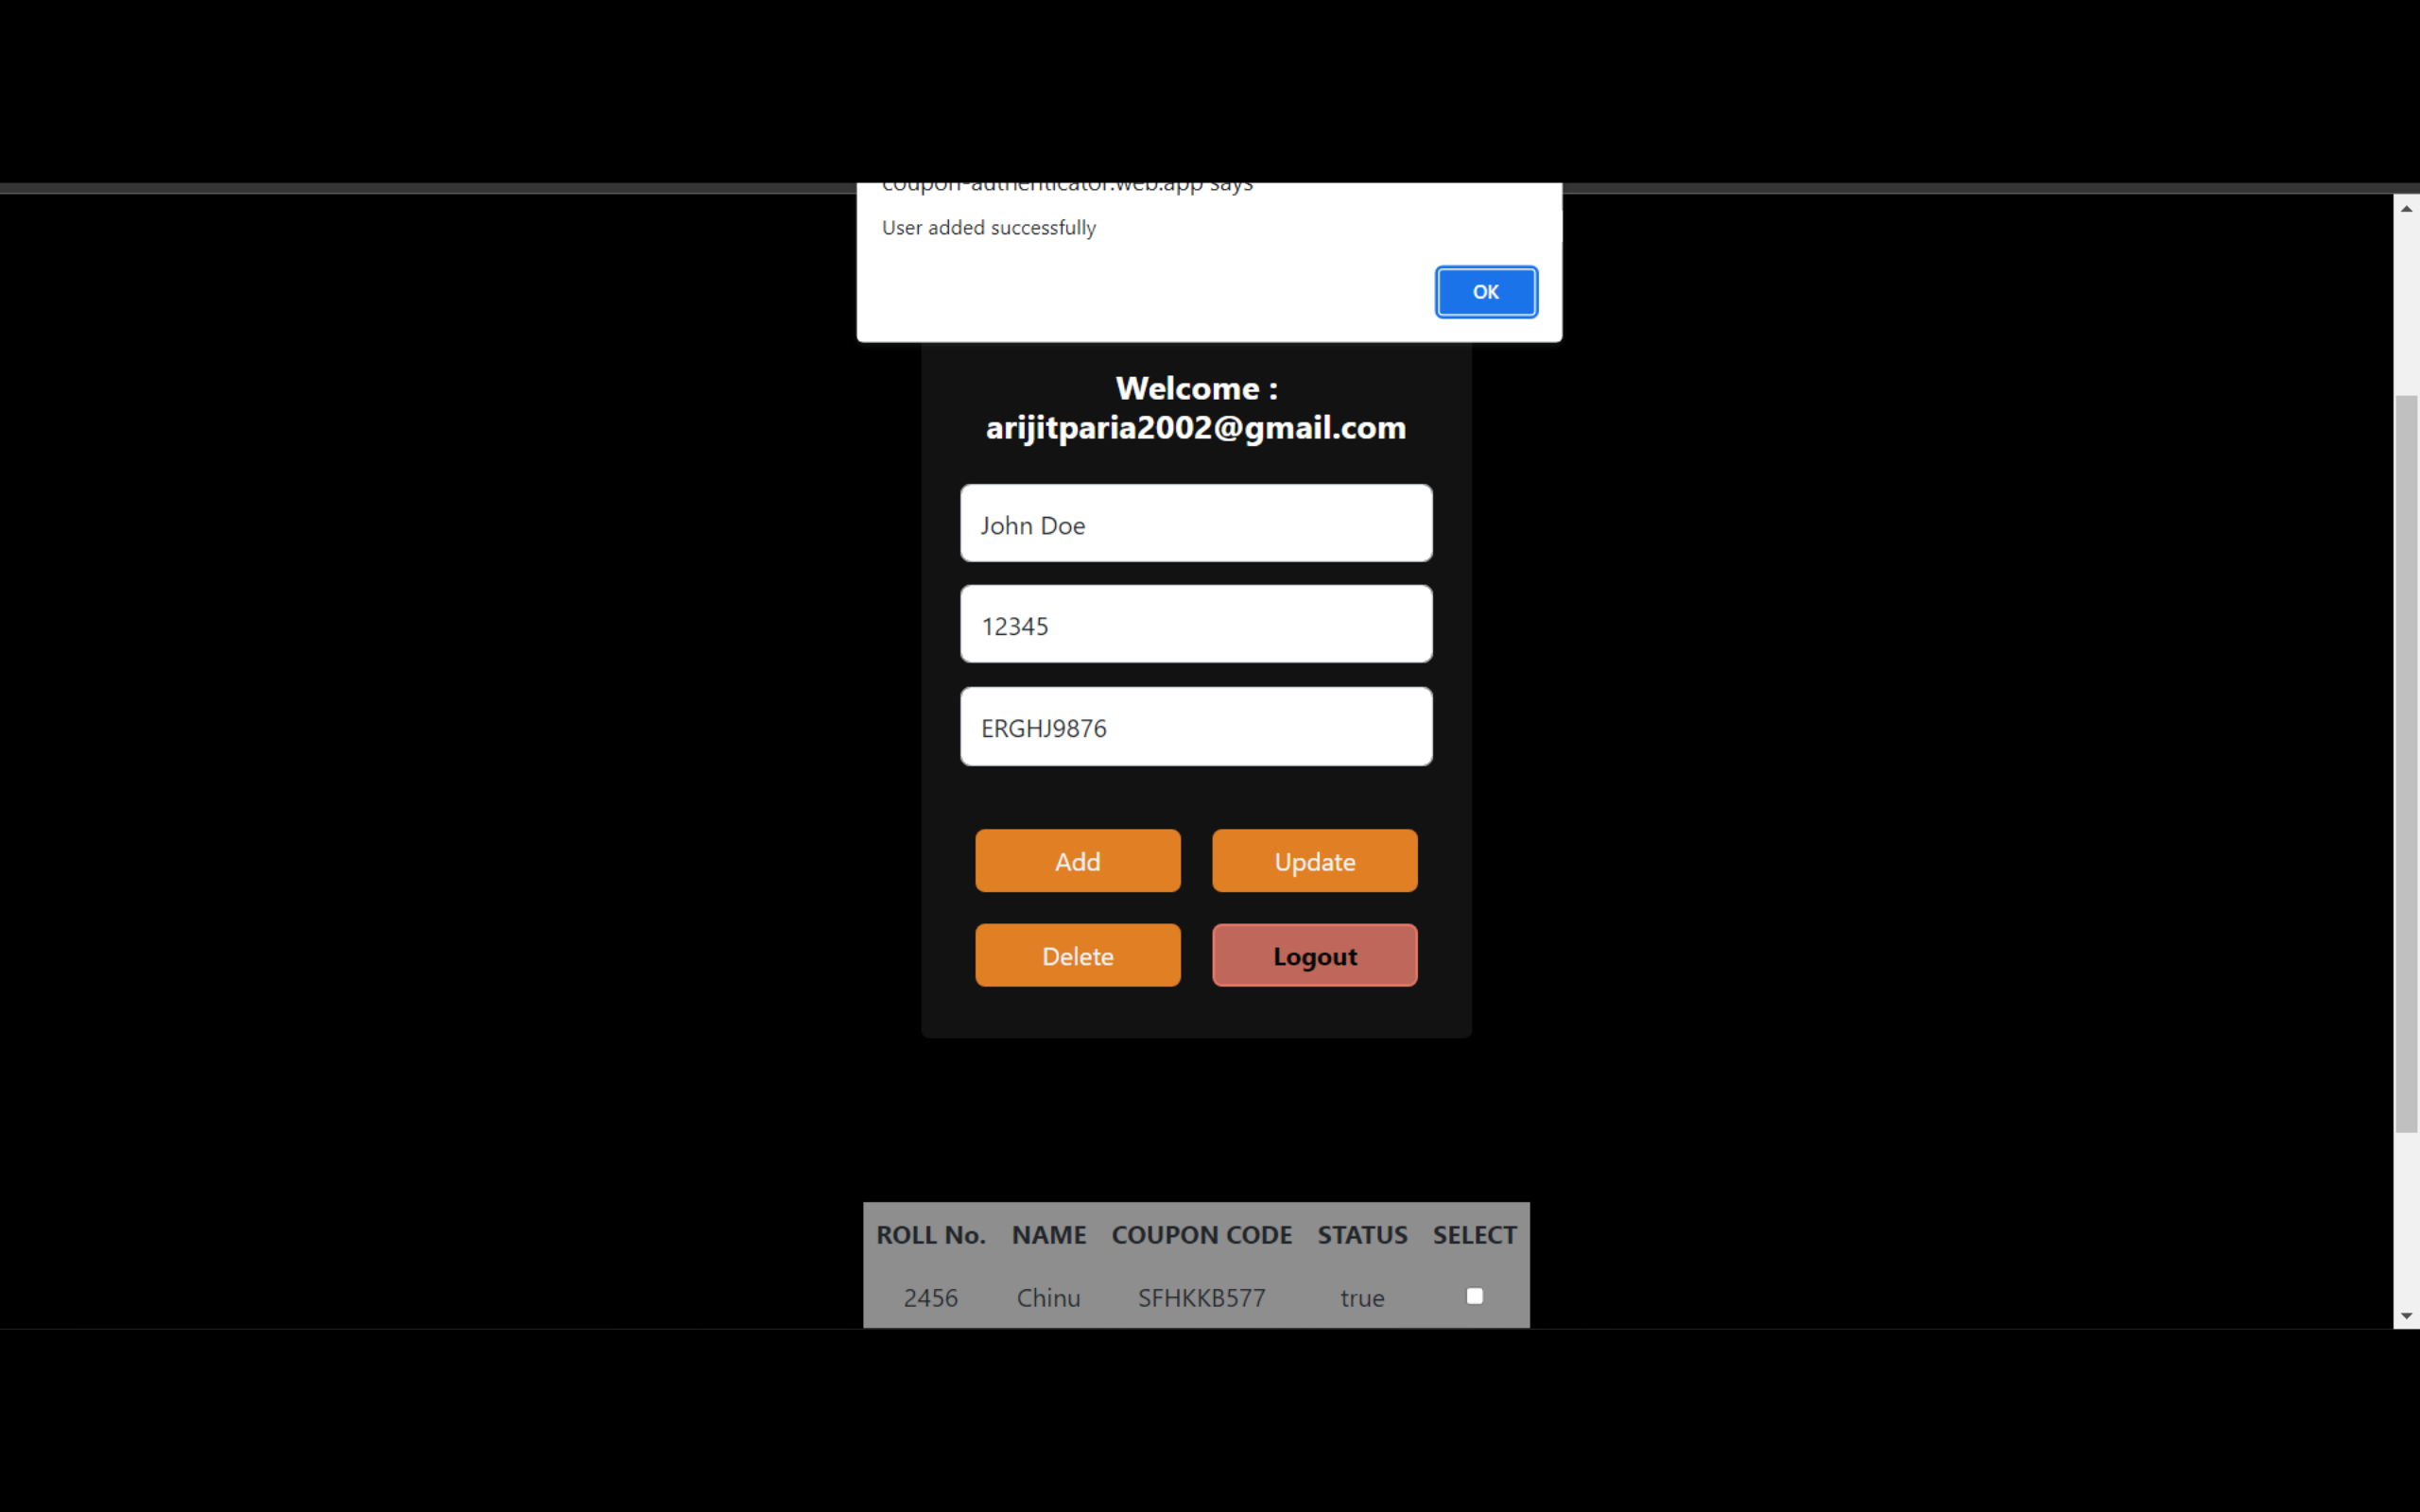 coupon-authenticator.web.app says
User added successfully
OK
Welcome :
arijitparia2002@gmail.com
John Doe
12345
ERGHJ9876
Add Update
Delete Logout
ROLL No. NAME COUPON CODE STATUS SELECT
2456 Chinu SFHKKB577 true